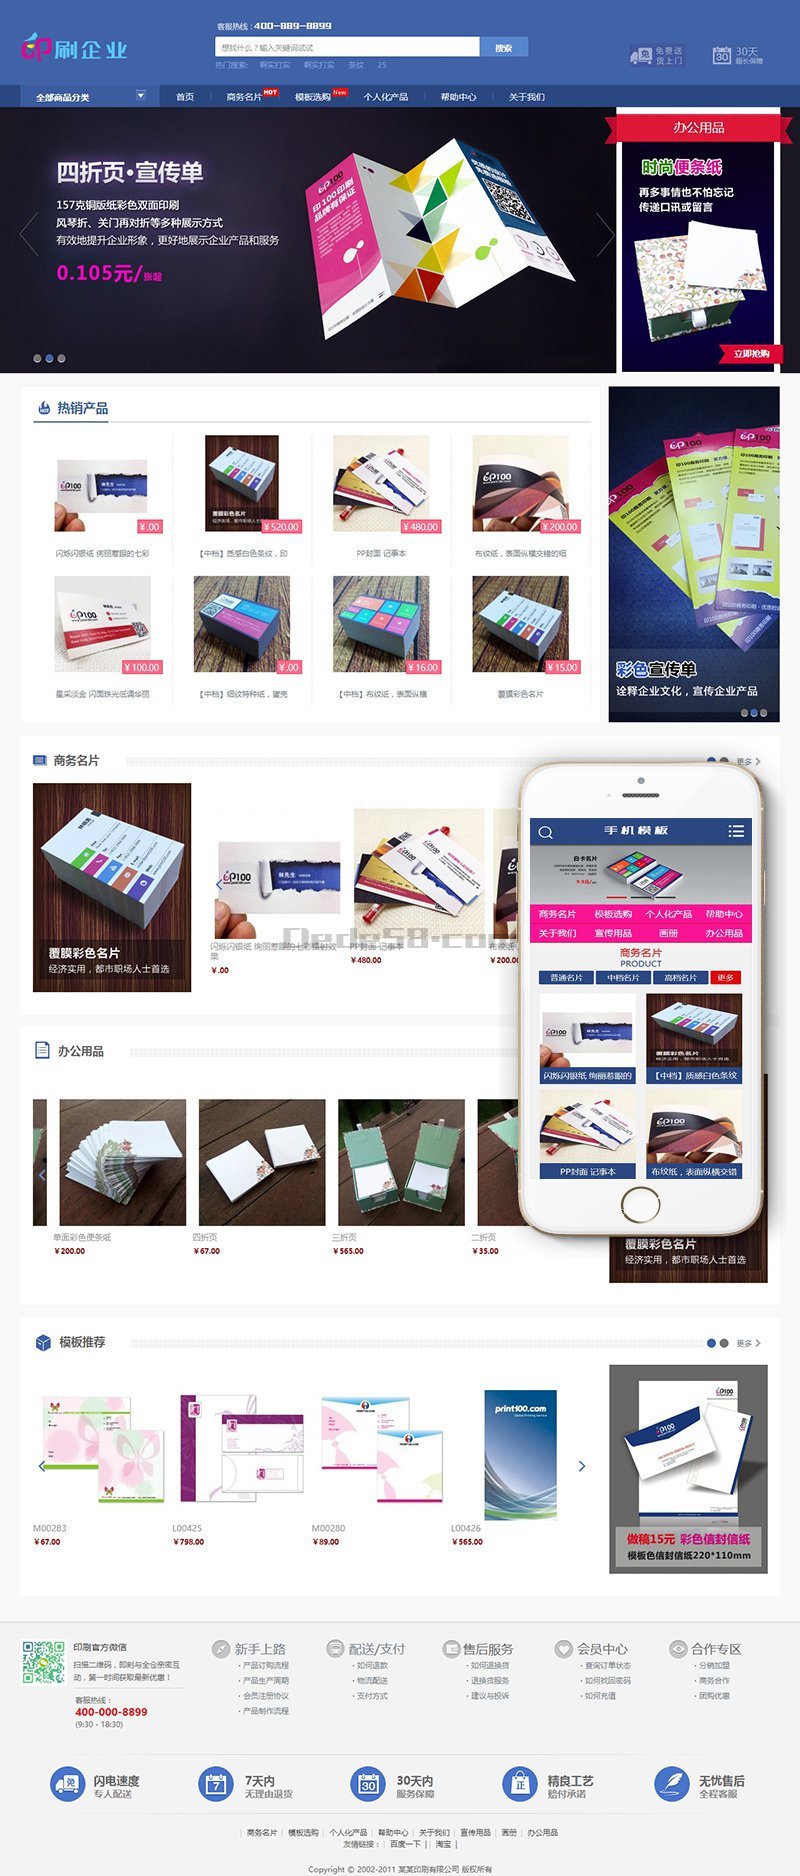 客服热线：400-889-8899
印刷企业
想找什么？输入关键词试试
搜索
热门搜索: 啊实打实 啊实打实 条纹 25
免费送
货上门
30天
超长保障
全部商品分类
首页
商务名片
HOT
模板选购
New
个人化产品
帮助中心
关于我们
四折页·宣传单
157克铜版纸彩色双面印刷
风琴折、关门再对折等多种展示方式
有效地提升企业形象，更好地展示企业产品和服务
0.105元/张起
印100印刷
品牌有保证
办公用品
时尚便条纸
再多事情也不怕忘记
传递口讯或留言
立即抢购
热销产品
￥.00
￥520.00
￥480.00
￥200.00
闪烁闪银纸 绚丽惹眼的七彩
【中档】质感白色条纹，印
PP封面 记事本
布纹纸，表面纵横交错的细
￥100.00
￥.00
￥16.00
￥15.00
星采淡金 闪面珠光低调华丽
【中档】细纹特种纸，蛋壳
【中档】布纹纸，表面纵横
覆膜彩色名片
彩色宣传单
诠释企业文化，宣传企业产品
商务名片
更多
覆膜彩色名片
经济实用，都市职场人士首选
闪烁闪银纸 绚丽惹眼的七彩辐射效
果
￥.00
PP封面 记事本
￥480.00
布纹纸，
￥200.0
Dede58.com
手机模板
白卡名片
商务名片 模板选购 个人化产品 帮助中心
关于我们 宣传用品 画册 办公用品
商务名片
PRODUCT
普通名片 中档名片 高档名片 更多
闪烁闪银纸 绚丽惹眼的
【中档】质感白色条纹
PP封面 记事本
布纹纸，表面纵横交错
办公用品
单面彩色便条纸
￥200.00
四折页
￥67.00
三折页
￥565.00
二折页
￥35.00
覆膜彩色名片
经济实用，都市职场人士首选
模板推荐
更多
print100.com
M00283
￥67.00
L00425
￥798.00
M00280
￥89.00
L00426
￥565.00
做稿15元 彩色信封信纸
模板色信封信纸220*110mm
印刷官方微信
扫描二维码，即刻与全仓亲密互
动，第一时间获取最新优惠！
客服热线：
400-000-8899
(9:30 - 18:30)
新手上路
· 产品订购流程
· 产品生产周期
· 会员注册协议
· 产品制作流程
配送/支付
· 如何退款
· 物流配送
· 支付方式
售后服务
· 如何退换货
· 退换货服务
· 建议与投诉
会员中心
· 查询订单状态
· 如何找回密码
· 如何充值
合作专区
· 分销加盟
· 商务合作
· 团购优惠
闪电速度
专人配送
7天内
无理由退货
30天内
服务保障
精良工艺
赔付承诺
无忧售后
全程客服
| 商务名片 | 模板选购 | 个人化产品 | 帮助中心 | 关于我们 | 宣传用品 | 画册 | 办公用品
友情链接： | 百度一下 | 淘宝 |
Copyright © 2002-2011 某某印刷有限公司 版权所有